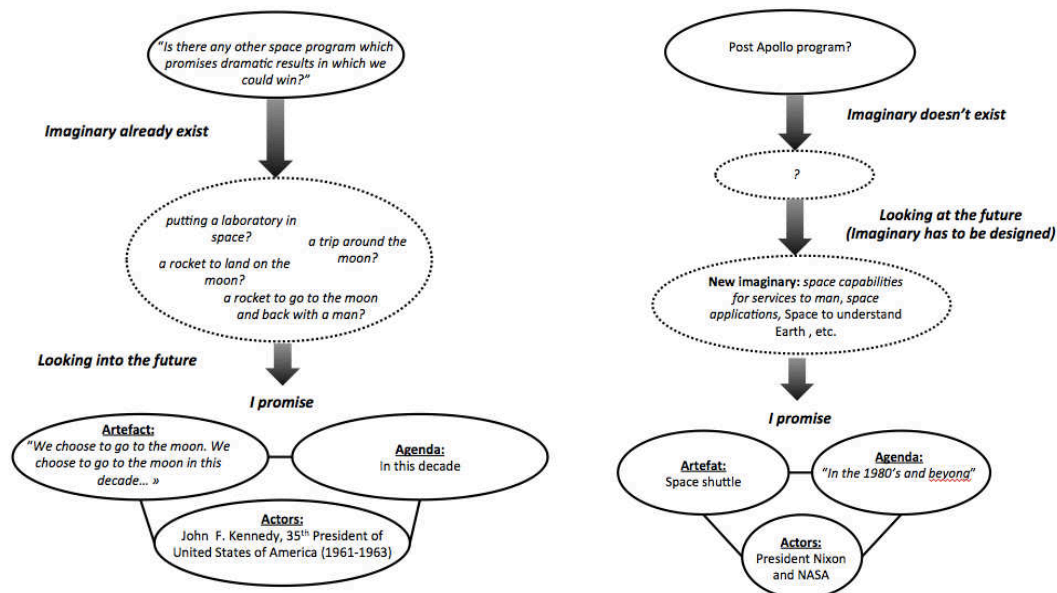 "Is there any other space program which
promises dramatic results in which we
could win?"
Imaginary already exist
putting a laboratory in
space?
a trip around the
moon?
a rocket to land on the
moon?
a rocket to go to the moon
and back with a man?
Looking into the future
I promise
Artefact:
"We choose to go to the moon. We
choose to go to the moon in this
decade... »
Agenda:
In this decade
Actors:
John F. Kennedy, 35th President of
United States of America (1961-1963)
Post Apollo program?
Imaginary doesn't exist
?
Looking at the future
(Imaginary has to be designed)
New imaginary: space capabilities
for services to man, space
applications, Space to understand
Earth , etc.
I promise
Artefat:
Space shuttle
Agenda:
"In the 1980's and beyong"
Actors:
President Nixon
and NASA